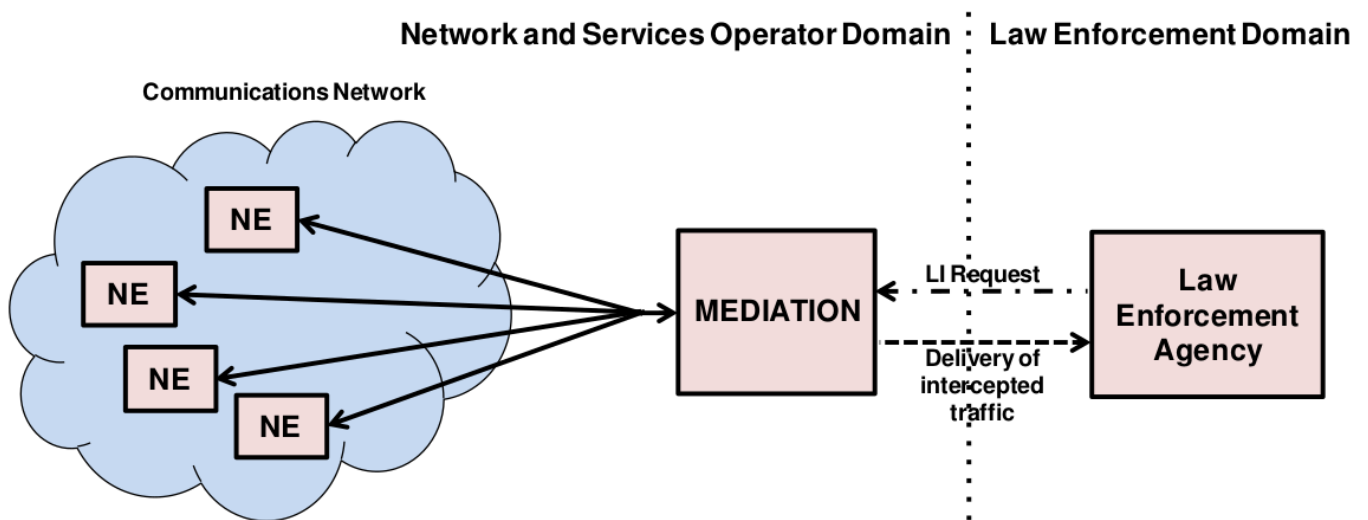 Network and Services Operator Domain
Law Enforcement Domain
Communications Network
NE
NE
NE
NE
MEDIATION
LI Request
Delivery of
intercepted
traffic
Law
Enforcement
Agency